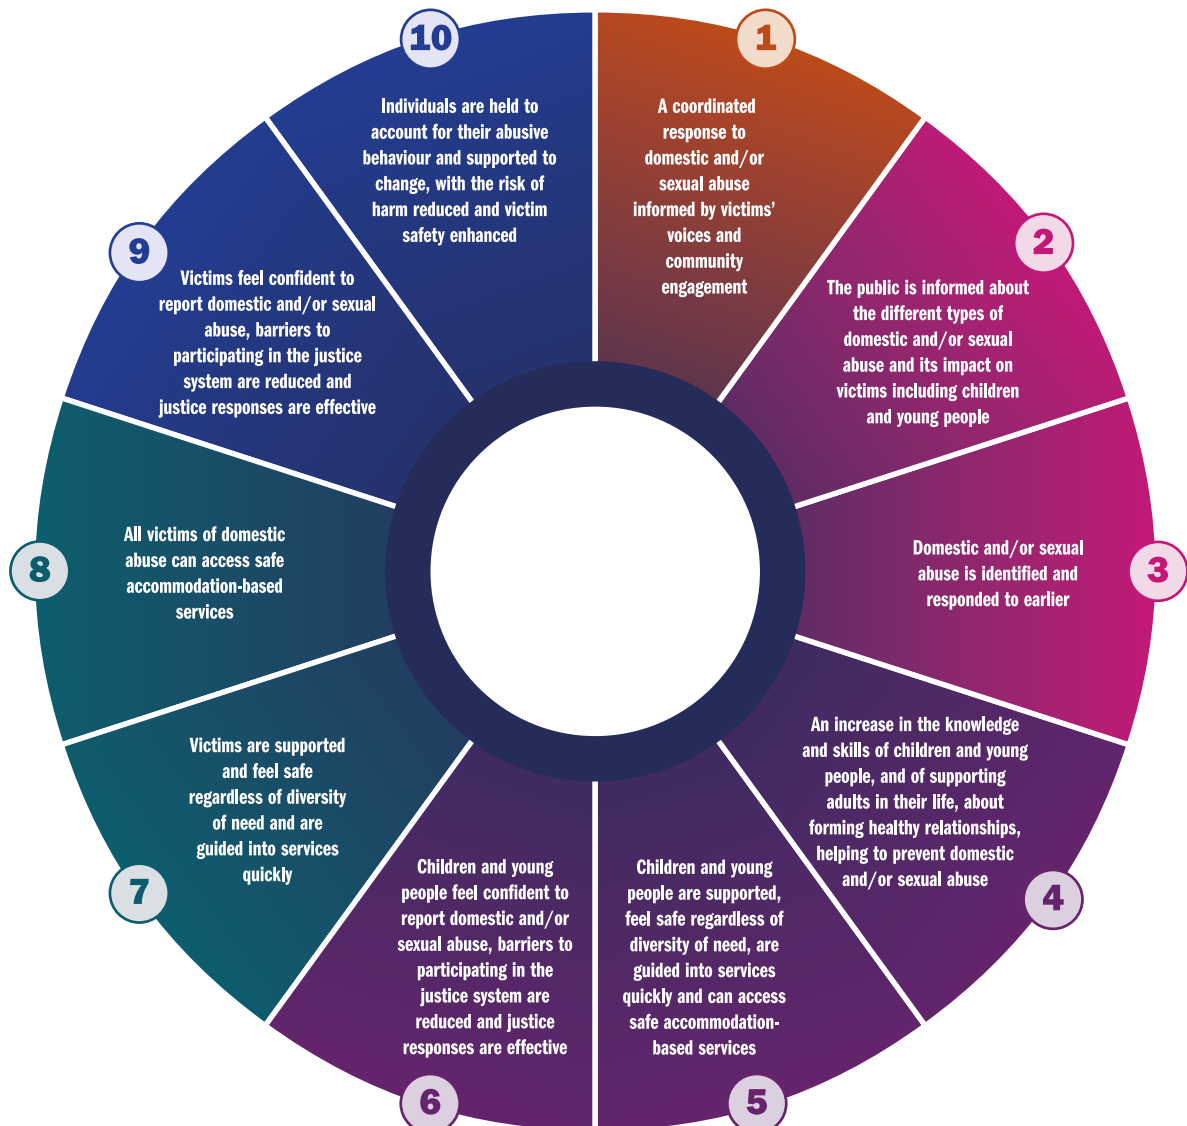 1
A coordinated
response to
domestic and/or
sexual abuse
informed by victims’
voices and
community
engagement
2
The public is informed about
the different types of
domestic and/or sexual
abuse and its impact on
victims including children
and young people
3
Domestic and/or sexual
abuse is identified and
responded to earlier
4
An increase in the knowledge
and skills of children and young
people, and of supporting
adults in their life, about
forming healthy relationships,
helping to prevent domestic
and/or sexual abuse
5
Children and young
people are supported,
feel safe regardless of
diversity of need, are
guided into services
quickly and can access
safe accommodation-
based services
6
Children and young
people feel confident to
report domestic and/or
sexual abuse, barriers to
participating in the
justice system are
reduced and justice
responses are effective
7
Victims are supported
and feel safe
regardless of diversity
of need and are
guided into services
quickly
8
All victims of domestic
abuse can access safe
accommodation-based
services
9
Victims feel confident to
report domestic and/or sexual
abuse, barriers to
participating in the justice
system are reduced and
justice responses are effective
10
Individuals are held to
account for their abusive
behaviour and supported to
change, with the risk of
harm reduced and victim
safety enhanced